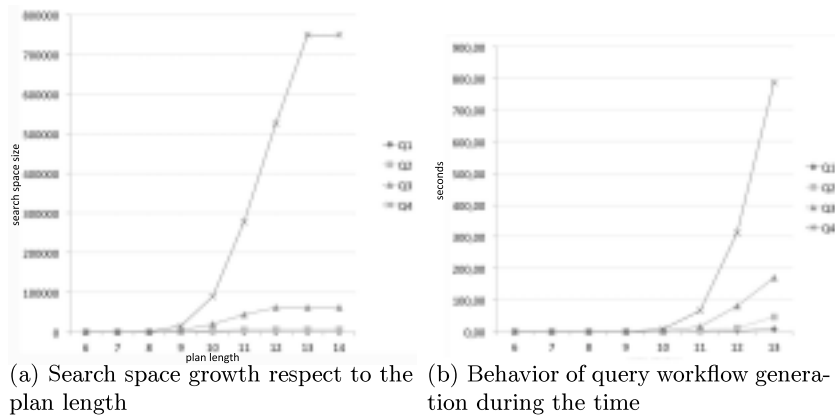 800000
700000
600000
500000
400000
300000
200000
100000
0
search space size
6 7 8 9 10 11 12 13 14
plan length
Q1
Q2
Q3
Q4
(a) Search space growth respect to the
plan length
900,00
800,00
700,00
600,00
500,00
400,00
300,00
200,00
100,00
0,00
seconds
6 7 8 9 10 11 12 13
Q1
Q2
Q3
Q4
(b) Behavior of query workflow genera-
tion during the time